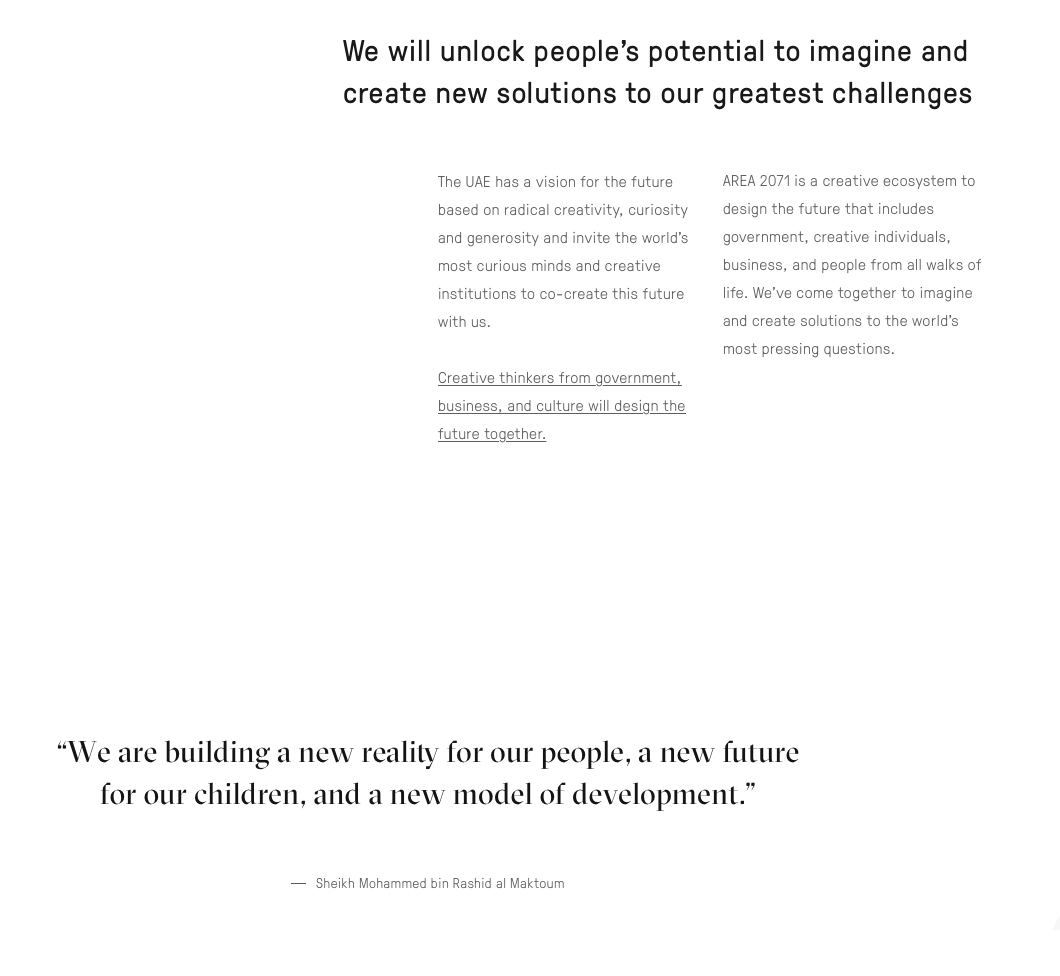 We will unlock people’s potential to imagine and
create new solutions to our greatest challenges
The UAE has a vision for the future
based on radical creativity, curiosity
and generosity and invite the world’s
most curious minds and creative
institutions to co-create this future
with us.
Creative thinkers from government,
business, and culture will design the
future together.
AREA 2071 is a creative ecosystem to
design the future that includes
government, creative individuals,
business, and people from all walks of
life. We’ve come together to imagine
and create solutions to the world’s
most pressing questions.
“We are building a new reality for our people, a new future
for our children, and a new model of development.”
— Sheikh Mohammed bin Rashid al Maktoum